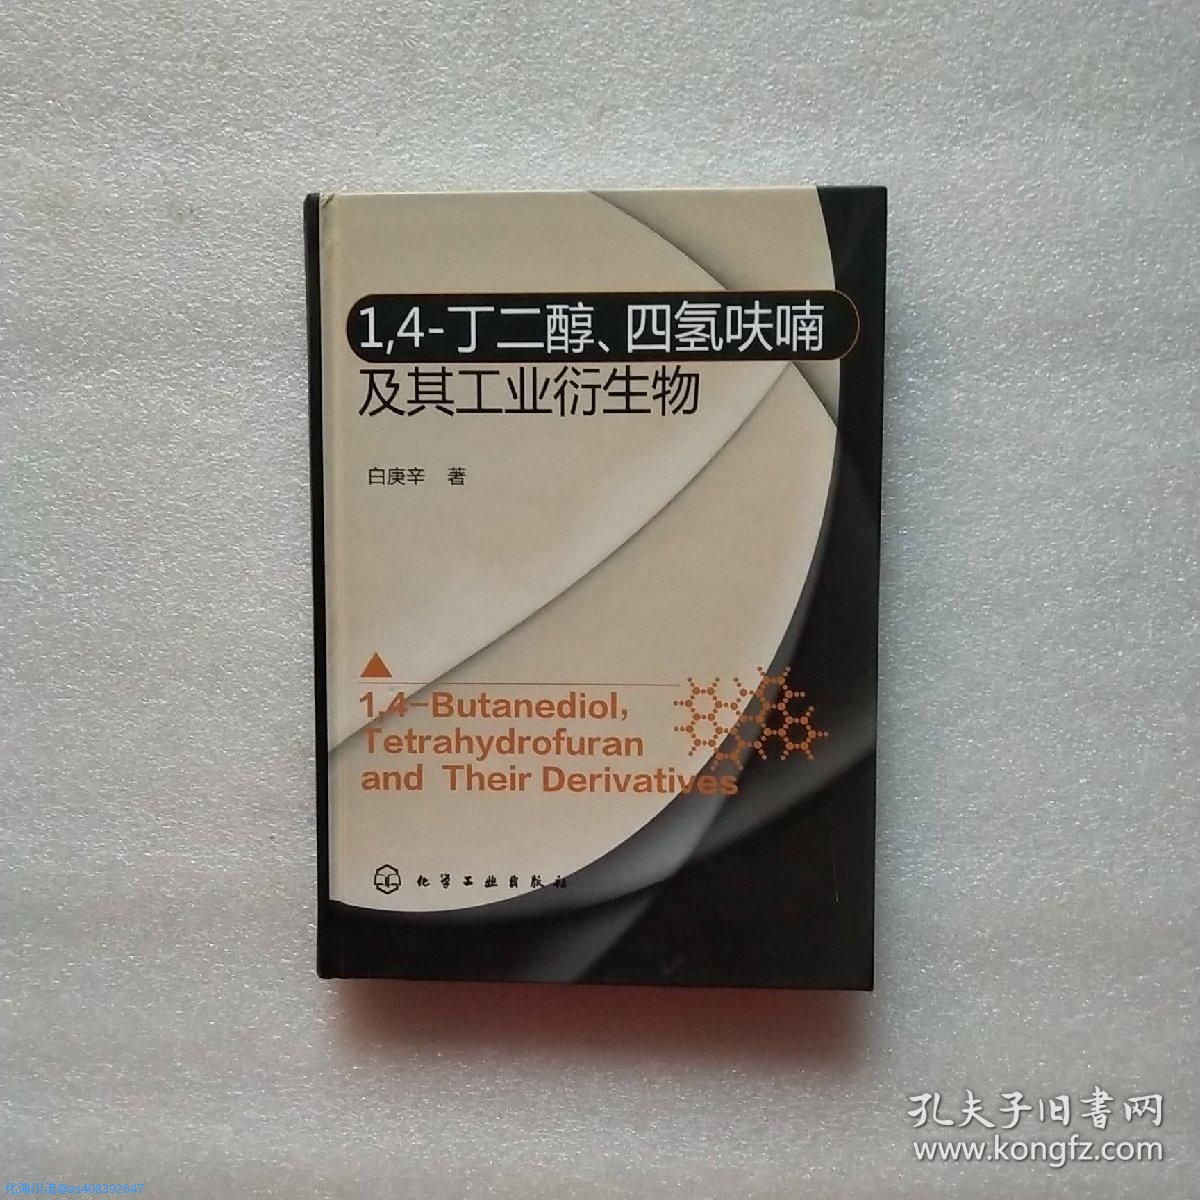 1,4-丁二醇、四氢呋喃
及其工业衍生物
白庚辛 著
1,4-Butanediol,
Tetrahydrofuran
and Their Derivatives
化学工业出版社
孔夫子旧书网
www.kongfz.com